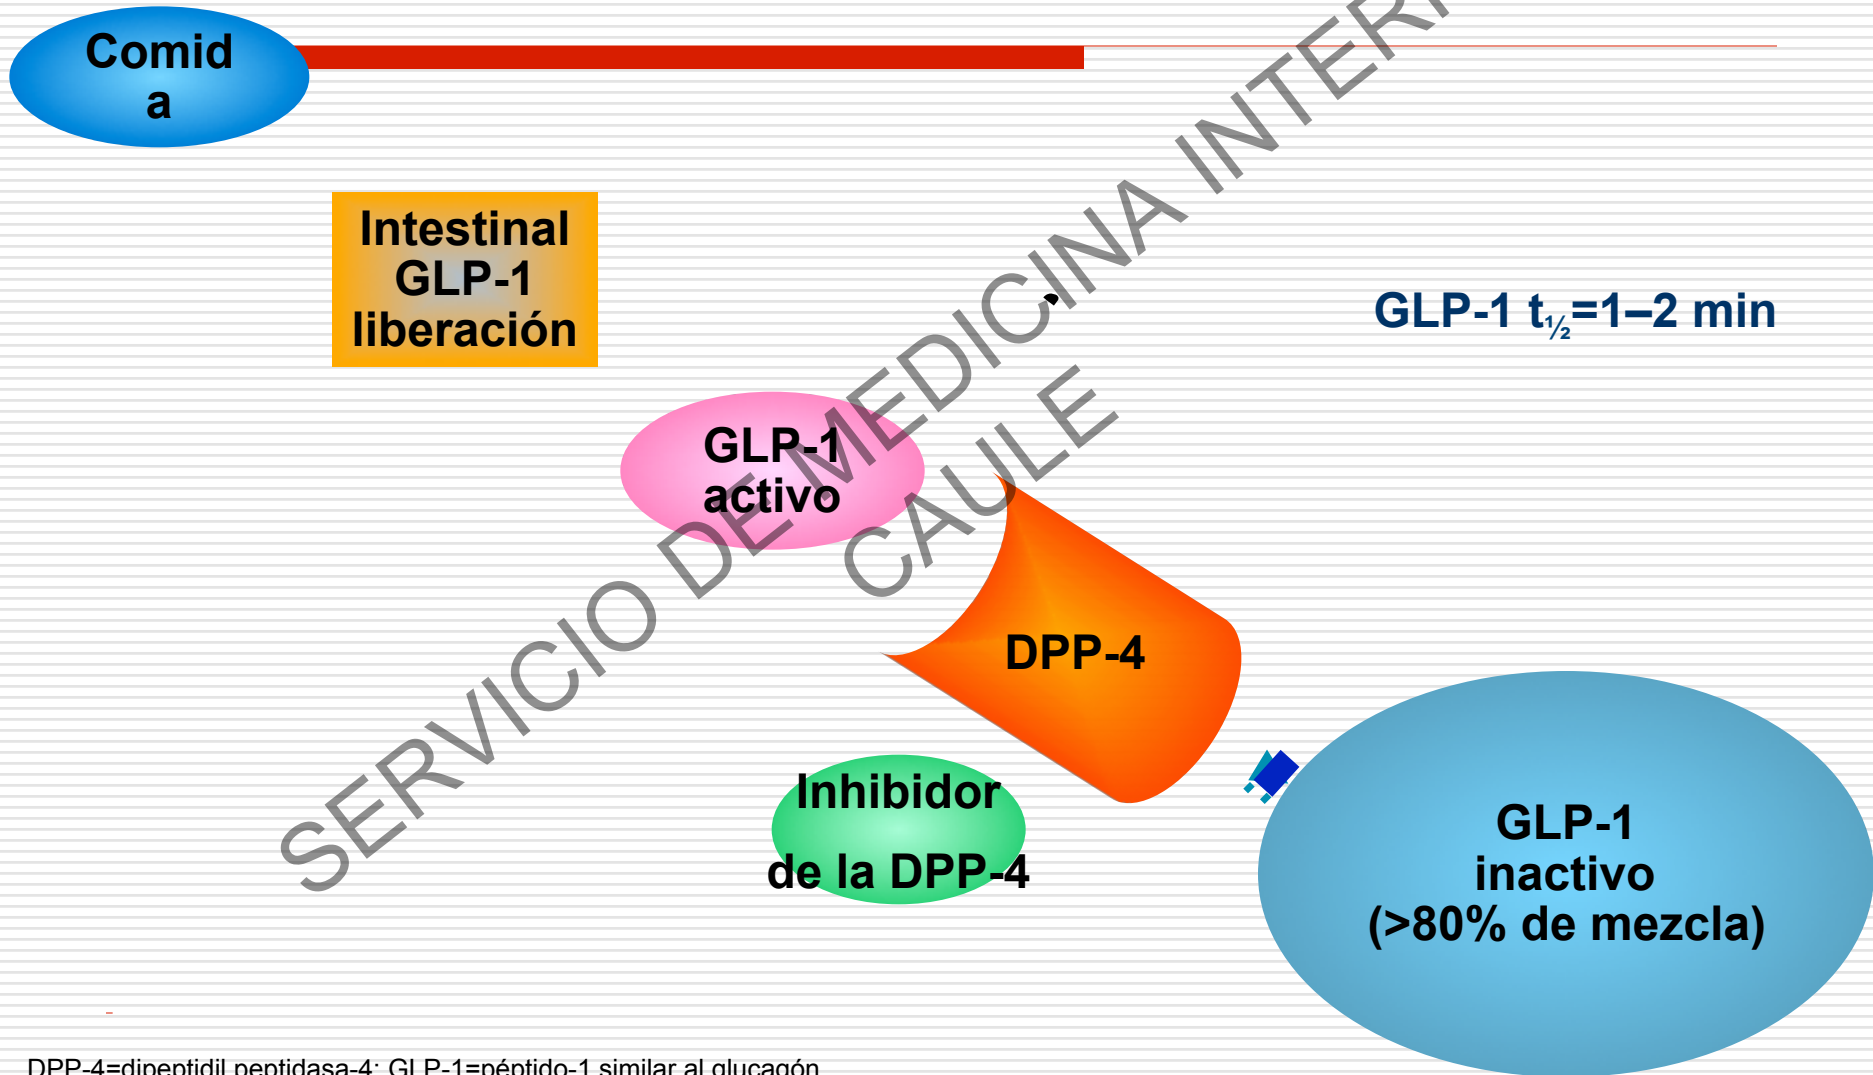 Comid
a
Intestinal
GLP-1
liberación
GLP-1 t½=1–2 min
GLP-1
activo
DPP-4
Inhibidor
de la DPP-4
GLP-1
inactivo
(>80% de mezcla)
SERVICIO DE MEDICINA INTER
CAULE
DPP-4=dipeptidil peptidasa-4; GLP-1=péptido-1 similar al glucagón